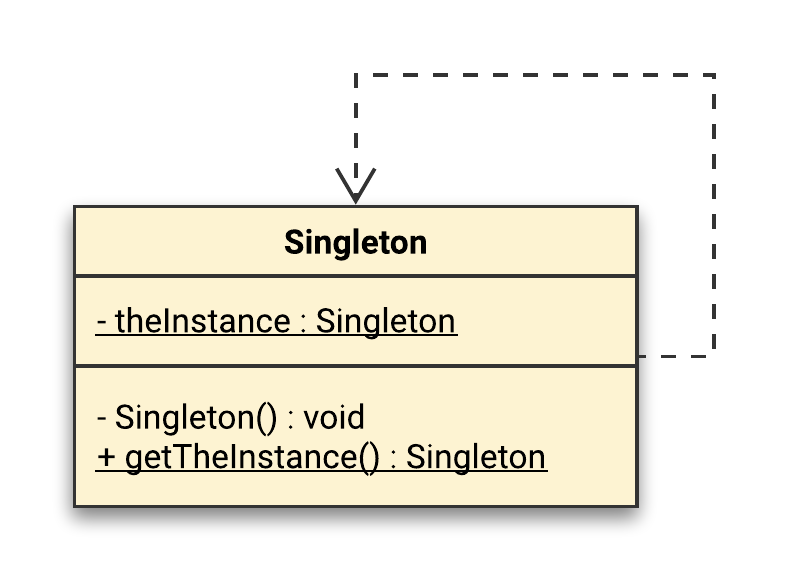 Singleton
- theInstance : Singleton
- Singleton() : void
+ getTheInstance() : Singleton